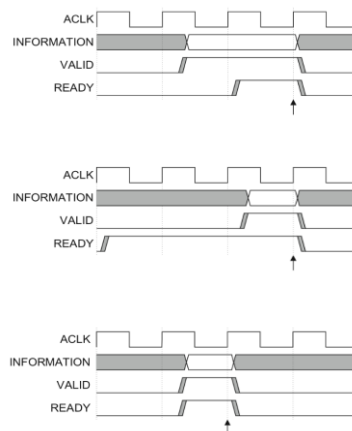 ACLK
INFORMATION
VALID
READY
ACLK
INFORMATION
VALID
READY
ACLK
INFORMATION
VALID
READY